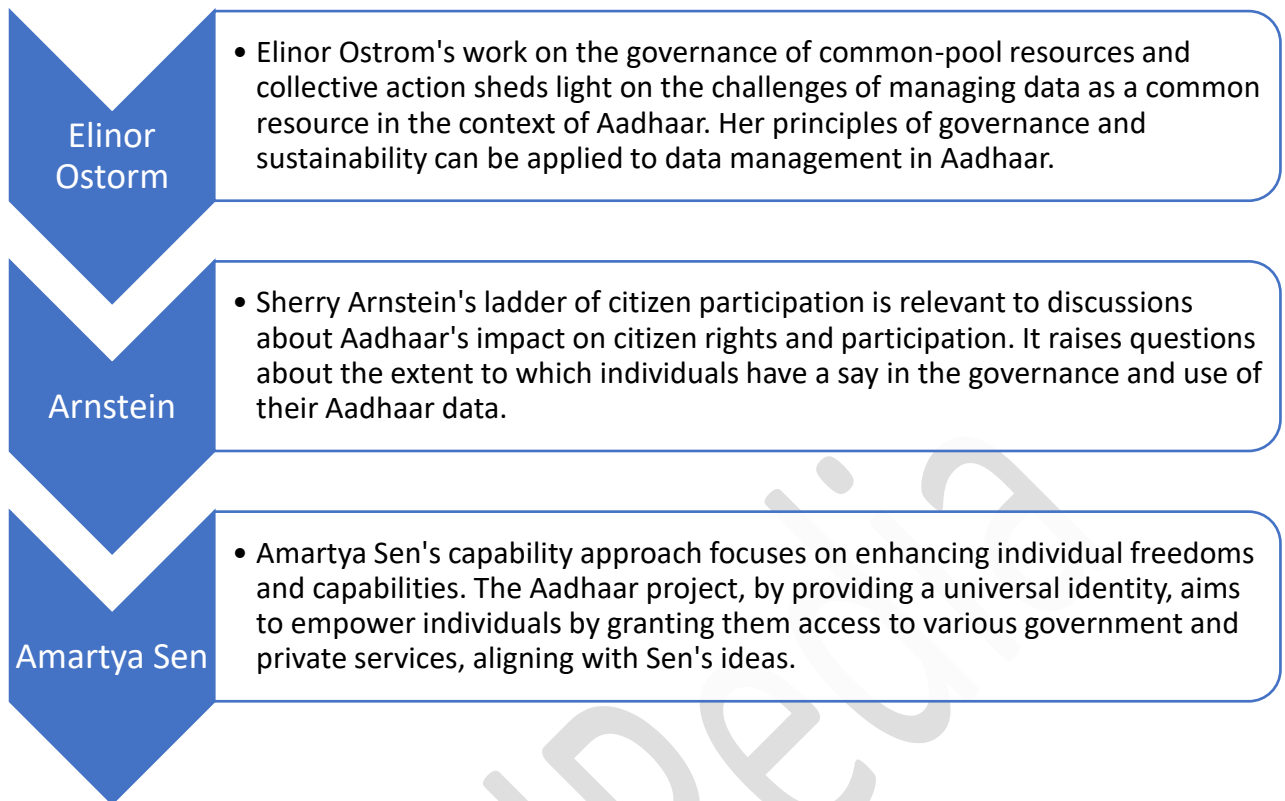 Elinor
Ostorm
• Elinor Ostrom's work on the governance of common-pool resources and
collective action sheds light on the challenges of managing data as a common
resource in the context of Aadhaar. Her principles of governance and
sustainability can be applied to data management in Aadhaar.
Arnstein
• Sherry Arnstein's ladder of citizen participation is relevant to discussions
about Aadhaar's impact on citizen rights and participation. It raises questions
about the extent to which individuals have a say in the governance and use of
their Aadhaar data.
Amartya Sen
• Amartya Sen's capability approach focuses on enhancing individual freedoms
and capabilities. The Aadhaar project, by providing a universal identity, aims
to empower individuals by granting them access to various government and
private services, aligning with Sen's ideas.